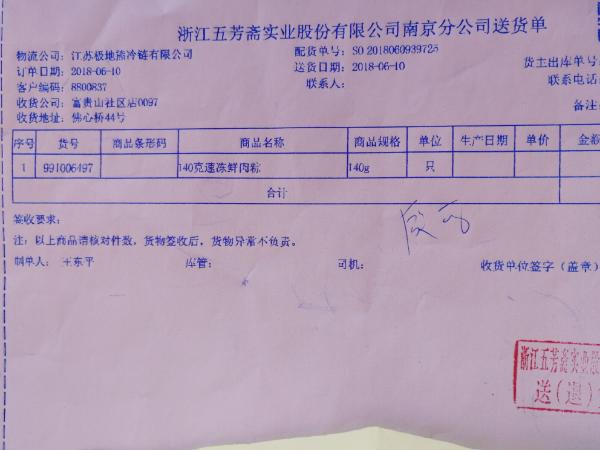 浙江五芳斋实业股份有限公司南京分公司送货单
物流公司：江苏极地熊冷链有限公司 配货单号：SO2018060939725 货主出库单号：
订单日期：2018-06-10 送货日期：2018-06-10 联系电话：
客户编码：8800837 联系人：
收货公司：富贵山社区店0097 备注：
收货地址：佛心桥44号
序号 货号 商品条形码 商品名称 商品规格 单位 生产日期 单价 金额
1 991006497 140克速冻鲜肉粽 140g 只
合计
签收要求：
注：以上商品请核对件数，货物签收后，货物异常不负责。
制单人：王东平 库管： 司机： 收货单位签字（盖章）
浙江五芳斋实业股
送（退）